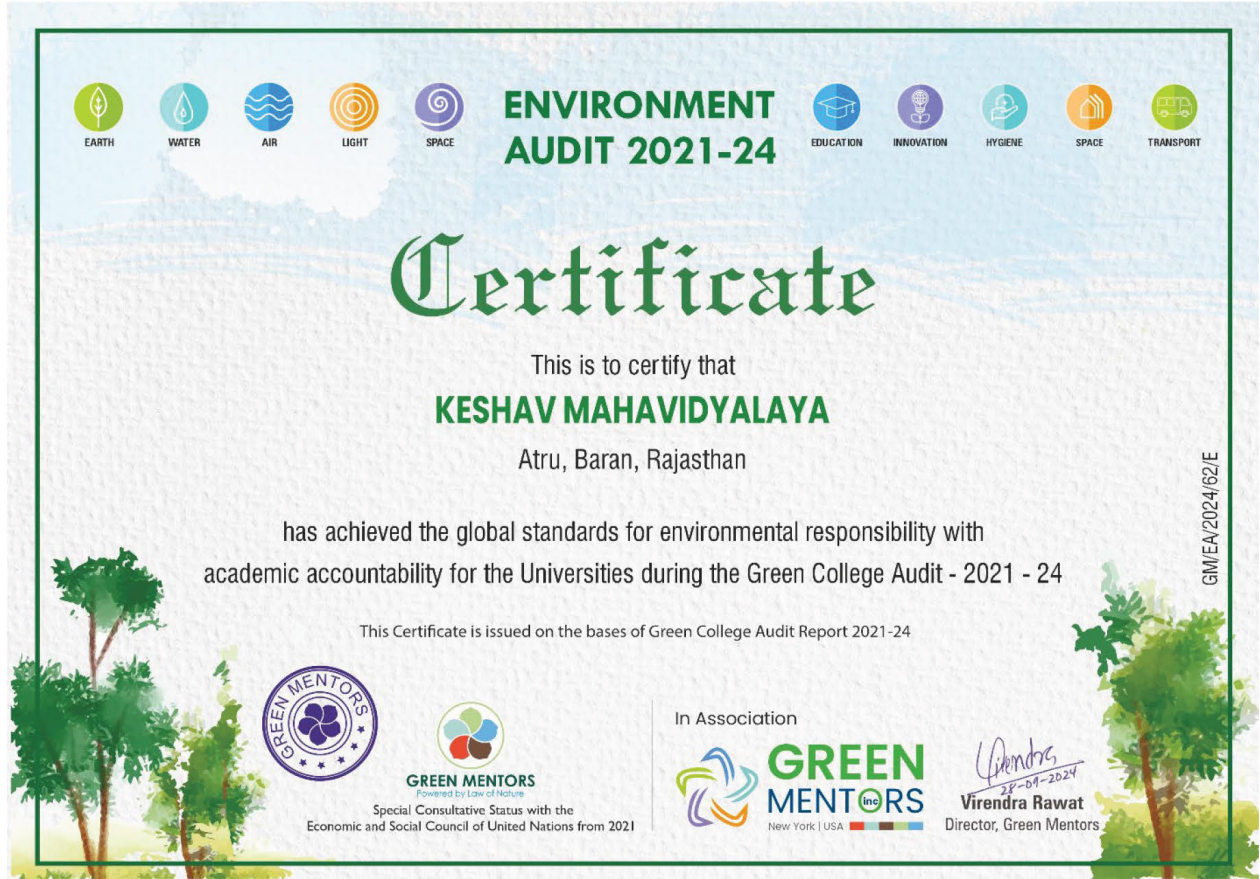 ENVIRONMENT
AUDIT 2021-24
EARTH
WATER
AIR
LIGHT
SPACE
EDUCATION
INNOVATION
HYGIENE
SPACE
TRANSPORT
Certificate
This is to certify that
KESHAV MAHAVIDYALAYA
Atru, Baran, Rajasthan
has achieved the global standards for environmental responsibility with
academic accountability for the Universities during the Green College Audit - 2021 - 24
This Certificate is issued on the bases of Green College Audit Report 2021-24
GM/EA/2024/62/E
GREEN MENTORS
GREEN MENTORS
Powered by Law of Nature
Special Consultative Status with the
Economic and Social Council of United Nations from 2021
In Association
GREEN
MENTORS
inc
New York | USA
Virendra
28-09-2024
Virendra Rawat
Director, Green Mentors